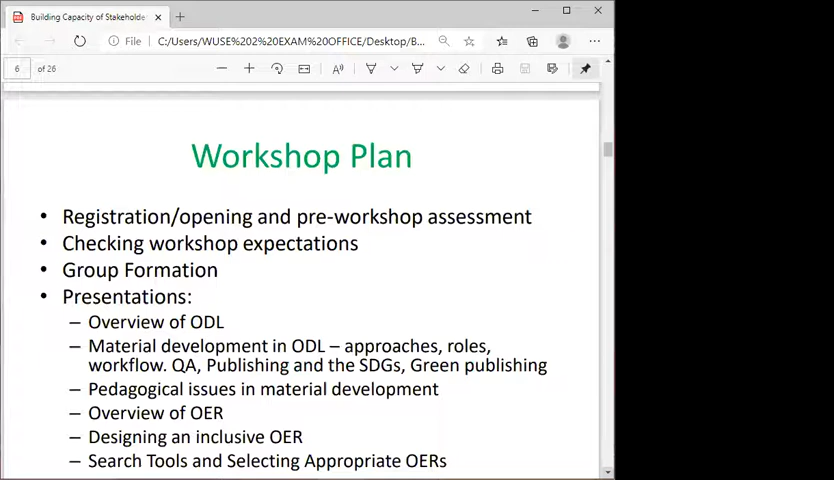 Building Capacity of Stakeholde
File
C:/Users/WUSE%202%20EXAM%20OFFICE/Desktop/B...
6 of 26
Workshop Plan
• Registration/opening and pre-workshop assessment
• Checking workshop expectations
• Group Formation
• Presentations:
– Overview of ODL
– Material development in ODL – approaches, roles,
workflow. QA, Publishing and the SDGs, Green publishing
– Pedagogical issues in material development
– Overview of OER
– Designing an inclusive OER
– Search Tools and Selecting Appropriate OERs